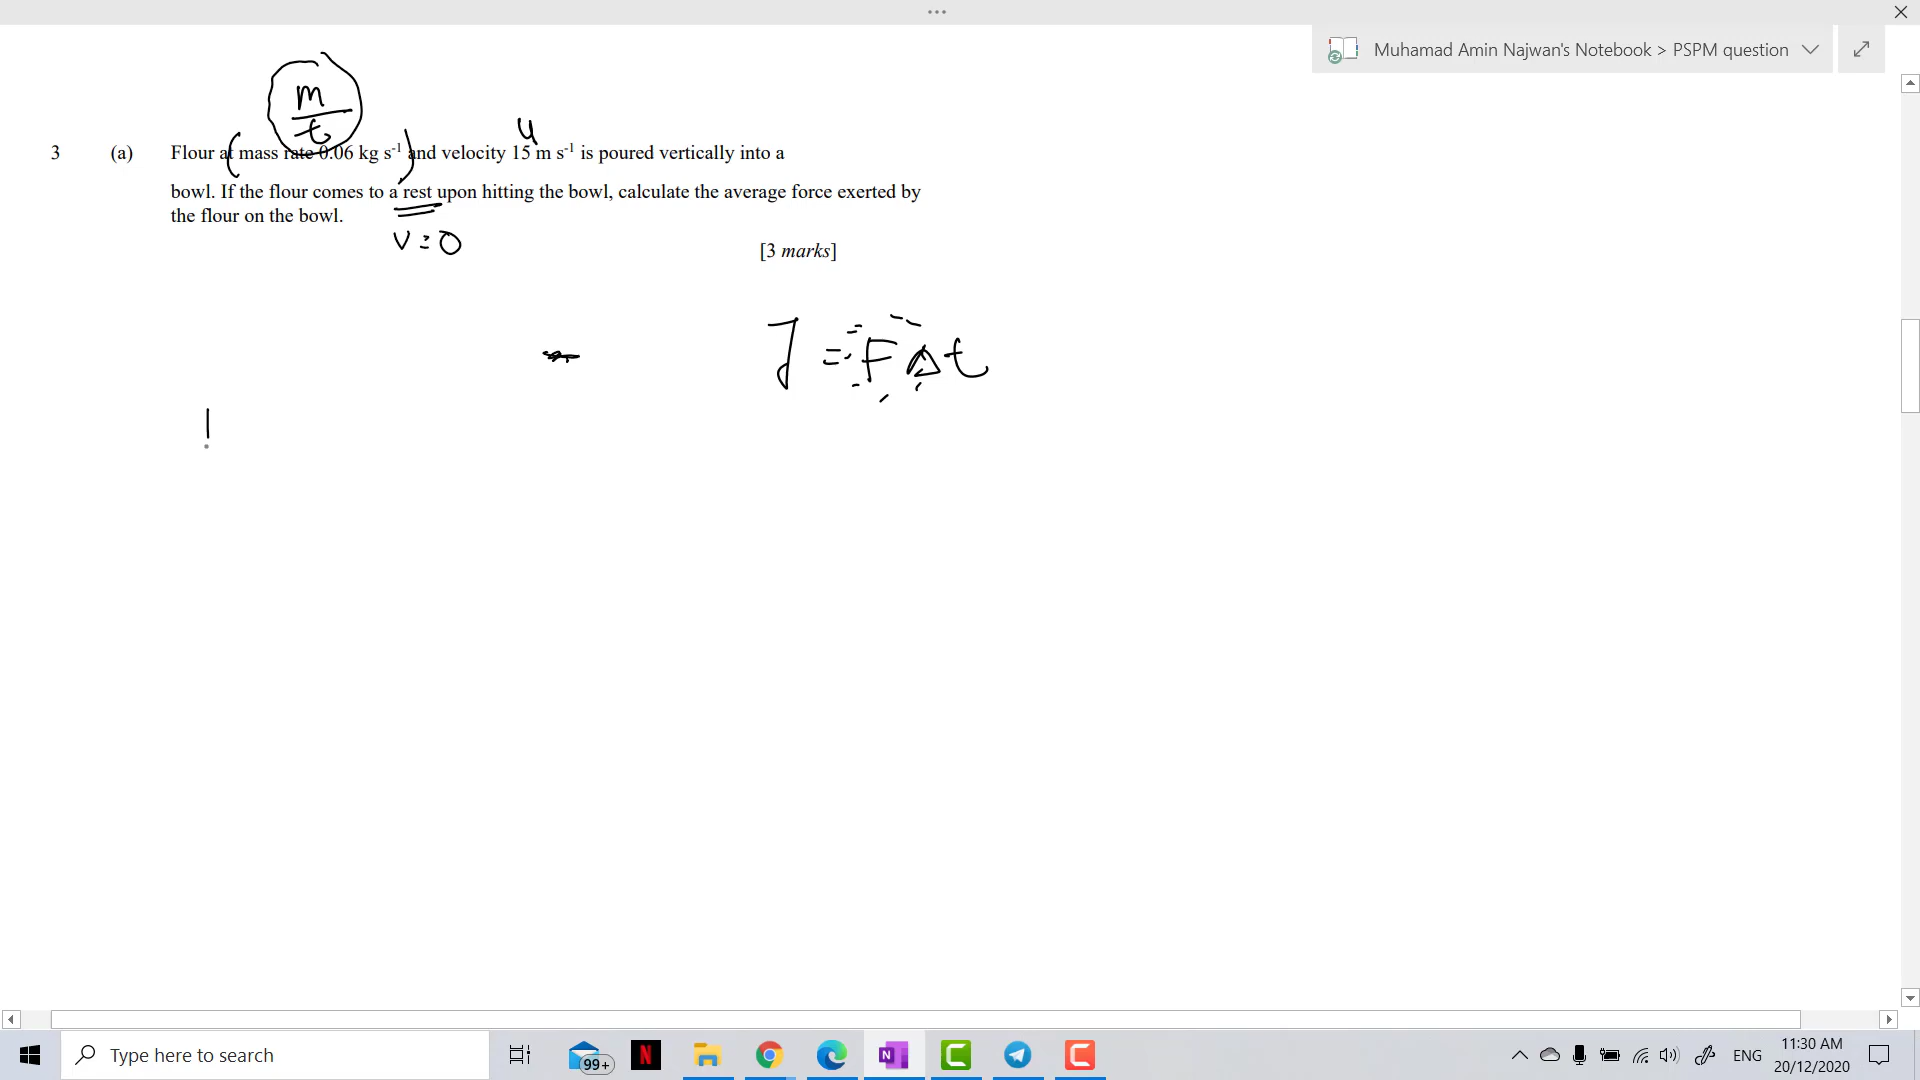 Muhamad Amin Najwan's Notebook > PSPM question
m
t
u
3 (a) Flour at mass rate 0.06 kg s⁻¹ and velocity 15 m s⁻¹ is poured vertically into a
bowl. If the flour comes to a rest upon hitting the bowl, calculate the average force exerted by
the flour on the bowl.
v = 0
[3 marks]
J = F Δt
Type here to search
99+
N
N
C
C
ENG
11:30 AM
20/12/2020